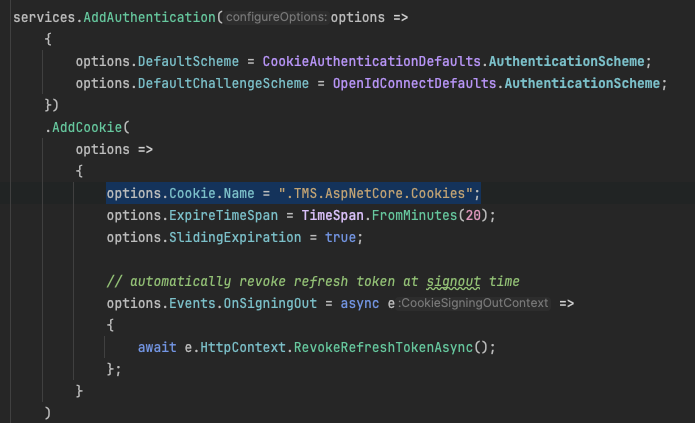 services.AddAuthentication(configureOptions: options =>
{
options.DefaultScheme = CookieAuthenticationDefaults.AuthenticationScheme;
options.DefaultChallengeScheme = OpenIdConnectDefaults.AuthenticationScheme;
})
.AddCookie(
options =>
{
options.Cookie.Name = ".TMS.AspNetCore.Cookies";
options.ExpireTimeSpan = TimeSpan.FromMinutes(20);
options.SlidingExpiration = true;
// automatically revoke refresh token at signout time
options.Events.OnSigningOut = async e :CookieSigningOutContext =>
{
await e.HttpContext.RevokeRefreshTokenAsync();
};
}
)